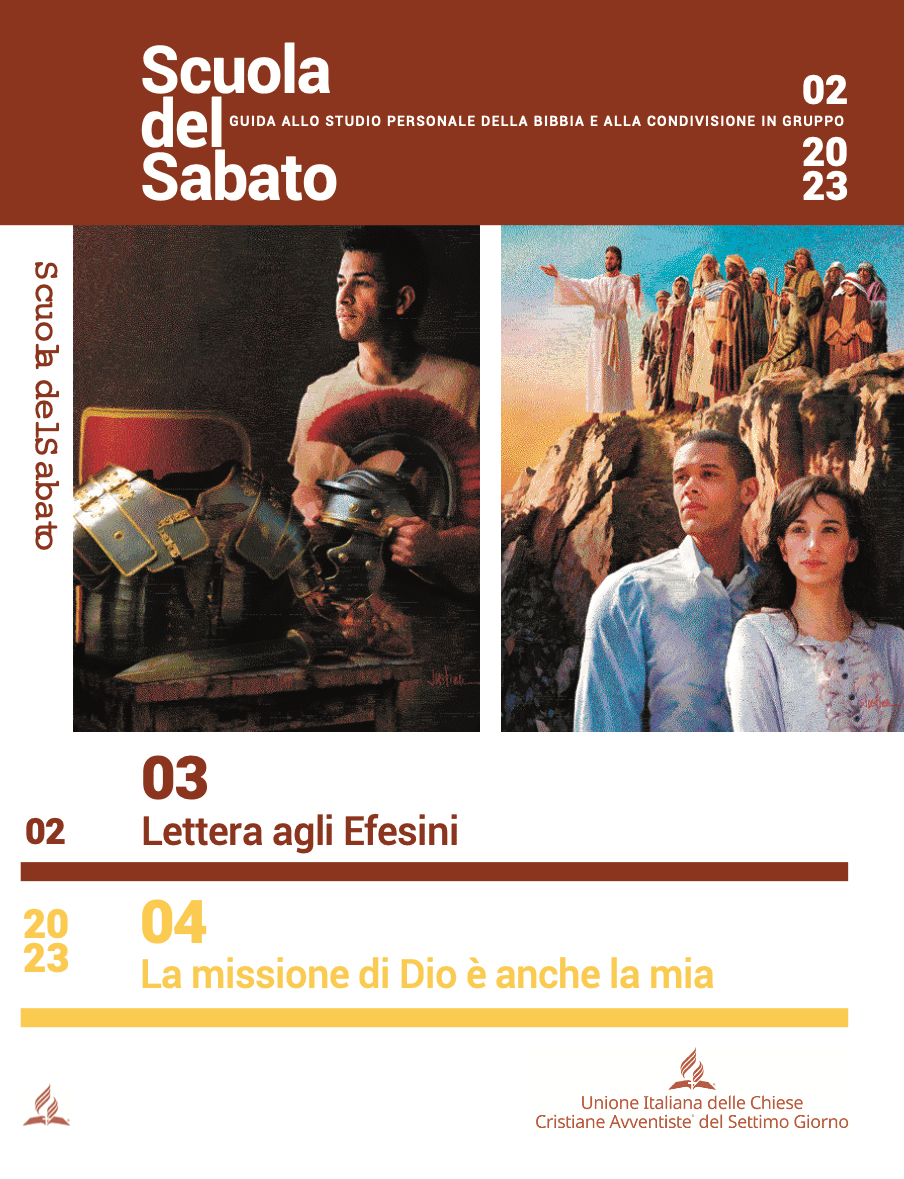 Scuola
del
Sabato
GUIDA ALLO STUDIO PERSONALE DELLA BIBBIA E ALLA CONDIVISIONE IN GRUPPO
02
20
23
Scuola del Sabato
Justinen
03
Lettera agli Efesini
02
04
La missione di Dio è anche la mia
20
23
Unione Italiana delle Chiese
Cristiane Avventiste® del Settimo Giorno